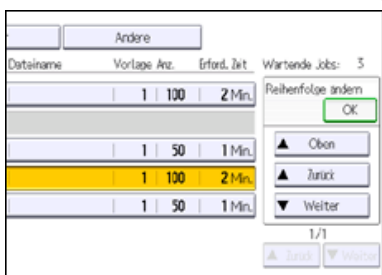 Andere
Dateiname Vorlage Anz. Erford. Zeit Wartende Jobs: 3
Reihenfolge ändern
OK
1 100 2 Min.
▲ Oben
1 50 1 Min.
▲ Zurück
1 100 2 Min.
▼ Weiter
1 50 1 Min.
1/1
▲ Zurück ▼ Weiter